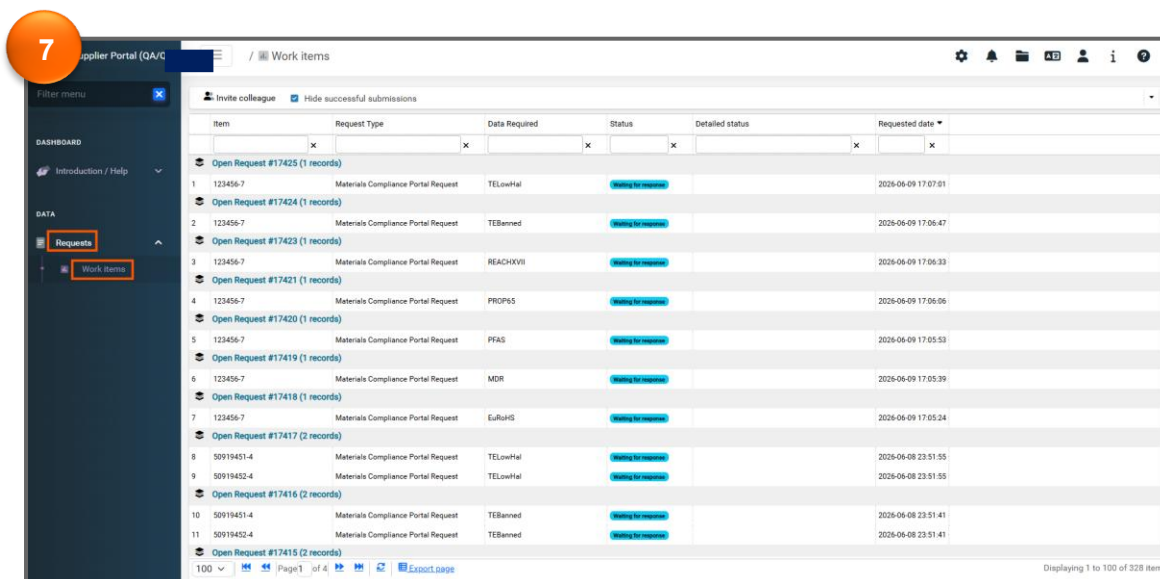 7
upplier Portal (QA/Q
/ Work items
Filter menu
Invite colleague Hide successful submissions
Item Request Type Data Required Status Detailed status Requested date
DASHBOARD
Introduction / Help
DATA
Requests
Work items
Open Request #17425 (1 records)
1 123456-7 Materials Compliance Portal Request TELowHal Waiting for response 2026-06-09 17:07:01
Open Request #17424 (1 records)
2 123456-7 Materials Compliance Portal Request TEBanned Waiting for response 2026-06-09 17:06:47
Open Request #17423 (1 records)
3 123456-7 Materials Compliance Portal Request REACHXVII Waiting for response 2026-06-09 17:06:33
Open Request #17421 (1 records)
4 123456-7 Materials Compliance Portal Request PROP65 Waiting for response 2026-06-09 17:06:06
Open Request #17420 (1 records)
5 123456-7 Materials Compliance Portal Request PFAS Waiting for response 2026-06-09 17:05:53
Open Request #17419 (1 records)
6 123456-7 Materials Compliance Portal Request MDR Waiting for response 2026-06-09 17:05:39
Open Request #17418 (1 records)
7 123456-7 Materials Compliance Portal Request EuRoHS Waiting for response 2026-06-09 17:05:24
Open Request #17417 (2 records)
8 50919451-4 Materials Compliance Portal Request TELowHal Waiting for response 2026-06-08 23:51:55
9 50919452-4 Materials Compliance Portal Request TELowHal Waiting for response 2026-06-08 23:51:55
Open Request #17416 (2 records)
10 50919451-4 Materials Compliance Portal Request TEBanned Waiting for response 2026-06-08 23:51:41
11 50919452-4 Materials Compliance Portal Request TEBanned Waiting for response 2026-06-08 23:51:41
Open Request #17415 (2 records)
100 Page 1 of 4 Export page Displaying 1 to 100 of 328 item